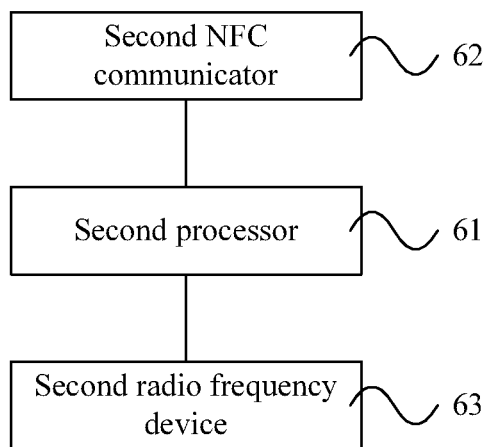 Second NFC
communicator
62
Second processor
61
Second radio frequency
device
63